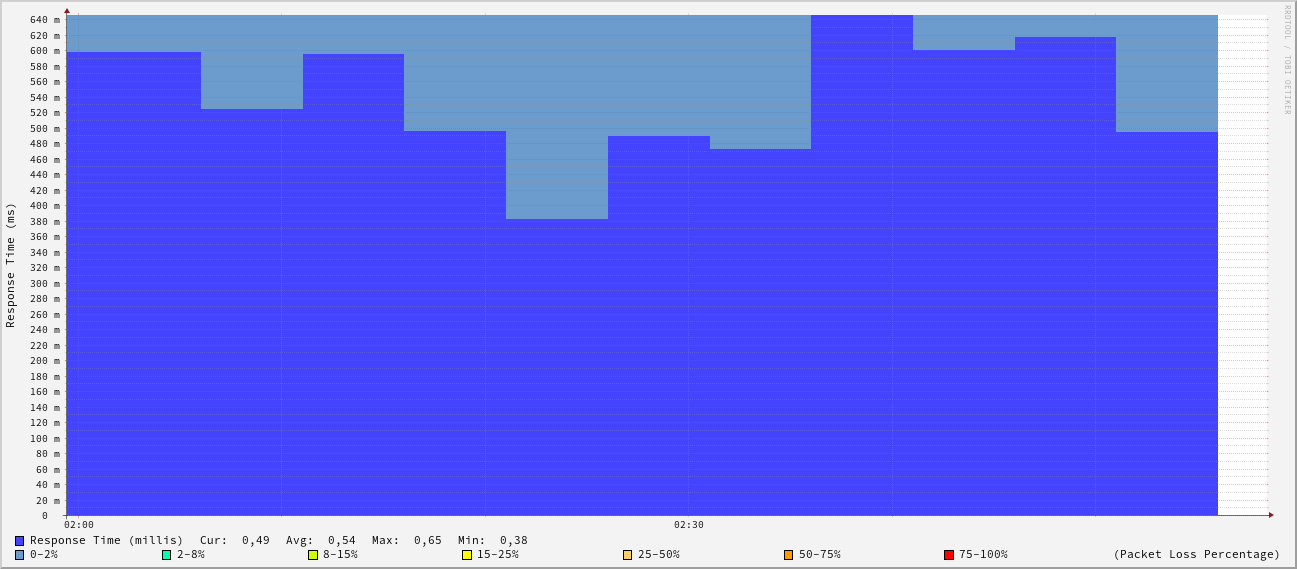 RRDTOOL / TOBI OETIKER
Response Time (ms)
640 m
620 m
600 m
580 m
560 m
540 m
520 m
500 m
480 m
460 m
440 m
420 m
400 m
380 m
360 m
340 m
320 m
300 m
280 m
260 m
240 m
220 m
200 m
180 m
160 m
140 m
120 m
100 m
80 m
60 m
40 m
20 m
0
02:00 02:30
Response Time (millis) Cur: 0,49 Avg: 0,54 Max: 0,65 Min: 0,38
0-2% 2-8% 8-15% 15-25% 25-50% 50-75% 75-100% (Packet Loss Percentage)